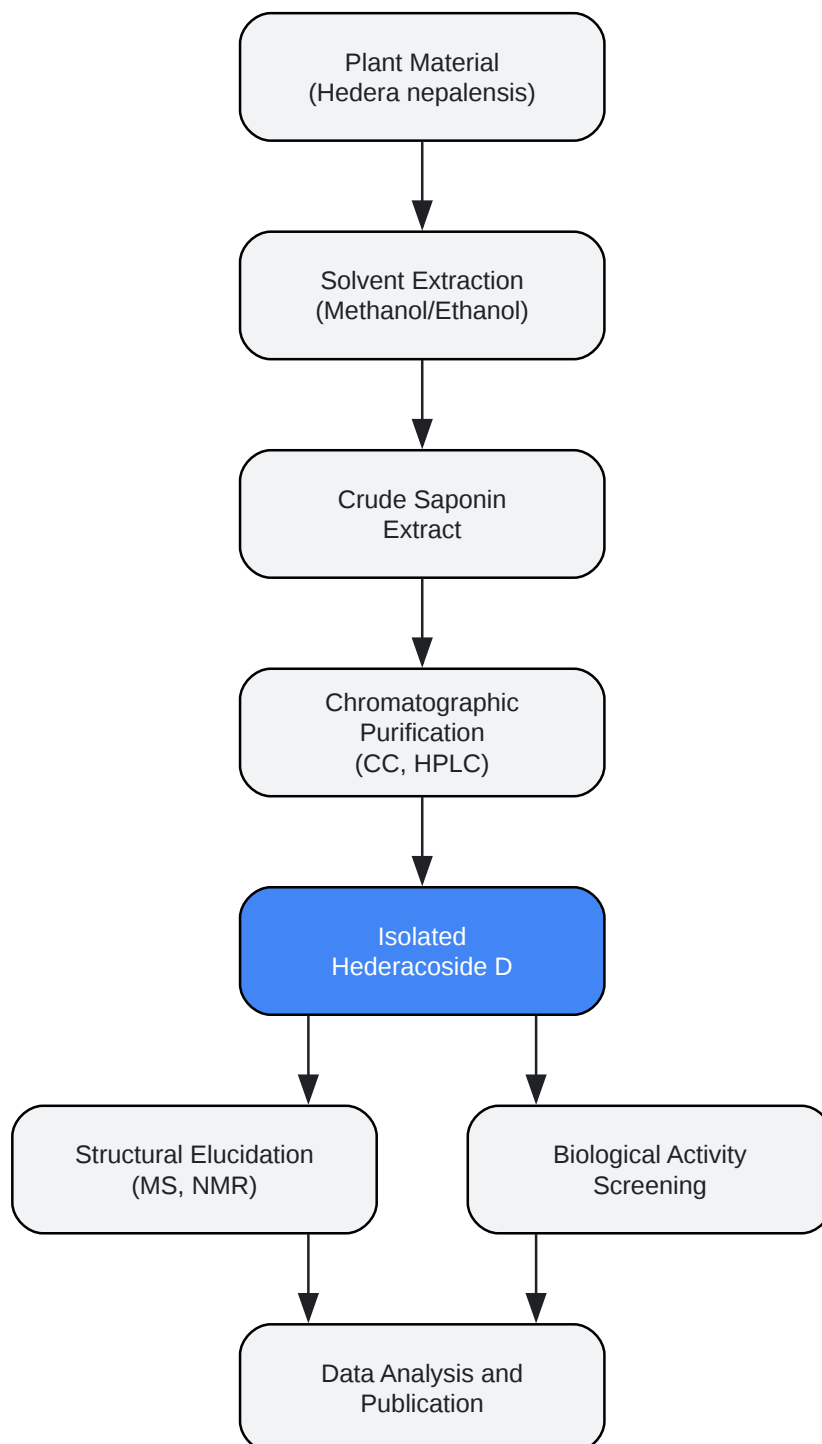 Plant Material
(Hedera nepalensis)
Solvent Extraction
(Methanol/Ethanol)
Crude Saponin
Extract
Chromatographic
Purification
(CC, HPLC)
Isolated
Hederacoside D
Structural Elucidation
(MS, NMR)
Biological Activity
Screening
Data Analysis and
Publication